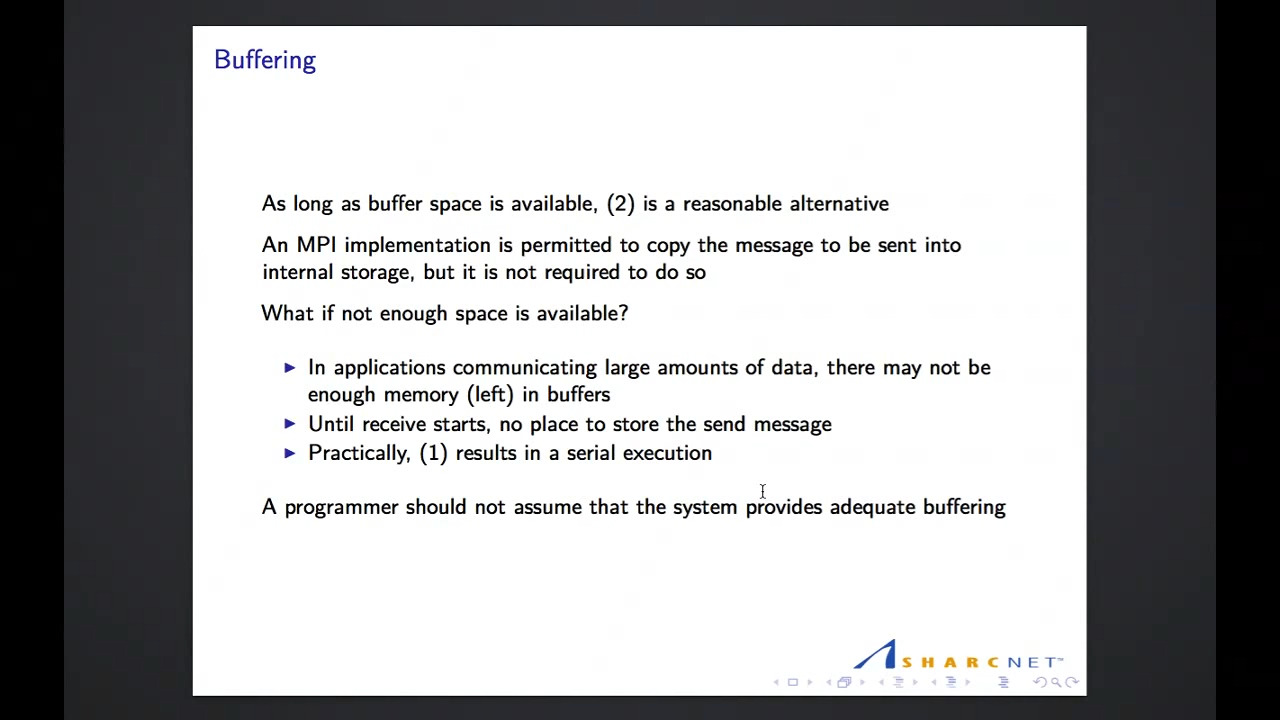 Buffering
As long as buffer space is available, (2) is a reasonable alternative
An MPI implementation is permitted to copy the message to be sent into
internal storage, but it is not required to do so
What if not enough space is available?
In applications communicating large amounts of data, there may not be
enough memory (left) in buffers
Until receive starts, no place to store the send message
Practically, (1) results in a serial execution
A programmer should not assume that the system provides adequate buffering
SHARCNET™